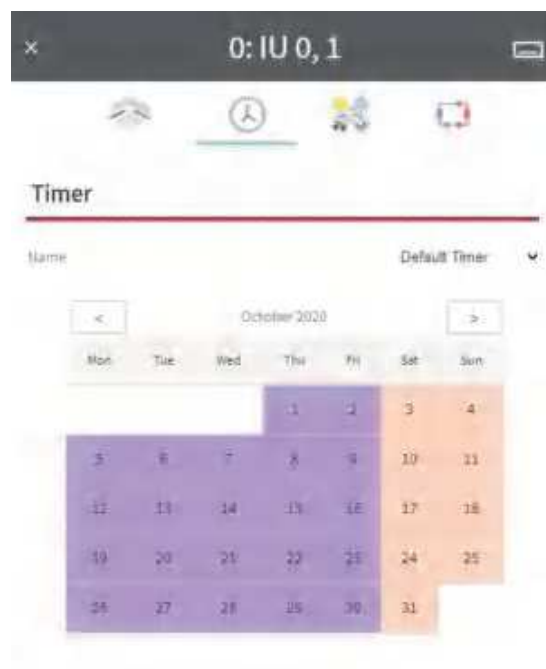 × 0: IU 0, 1
Timer
Name Default Timer
< October 2020 >
Mon Tue Wed Thu Fri Sat Sun
1 2 3 4
5 6 7 8 9 10 11
12 13 14 15 16 17 18
19 20 21 22 23 24 25
26 27 28 29 30 31